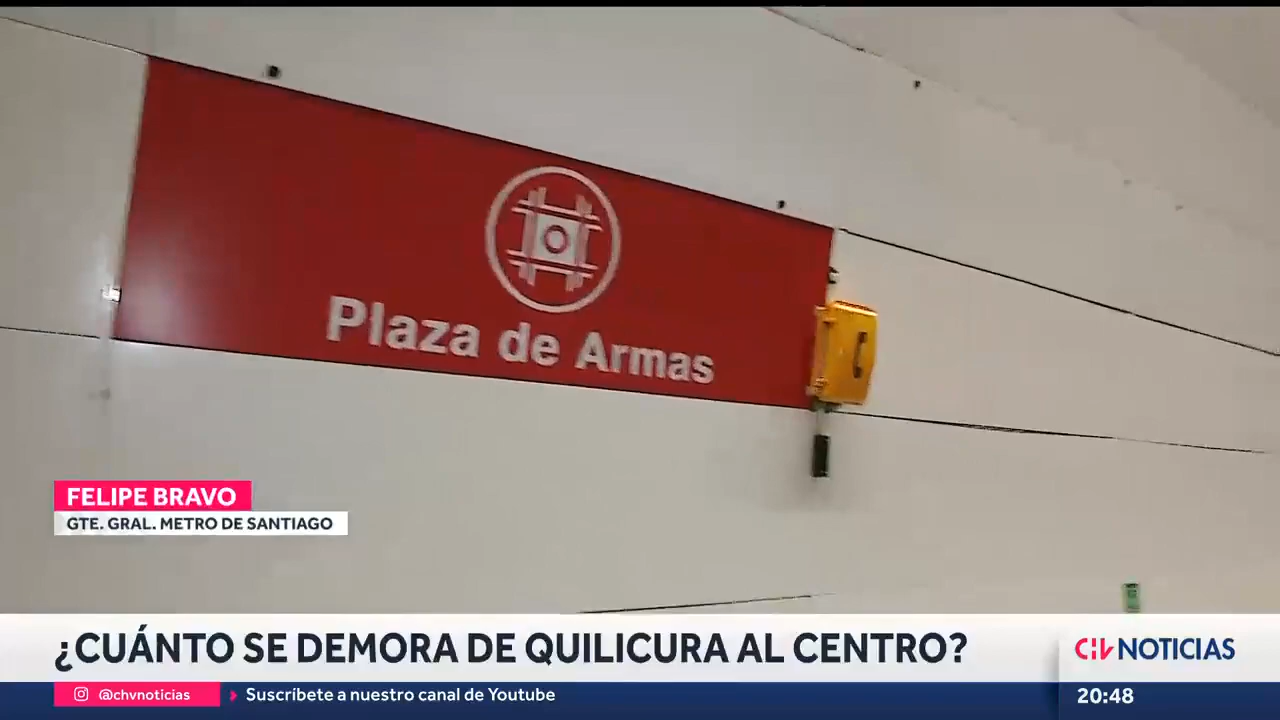 Plaza de Armas
FELIPE BRAVO
GTE. GRAL. METRO DE SANTIAGO
¿CUÁNTO SE DEMORA DE QUILICURA AL CENTRO?
CHV NOTICIAS
@chvnoticias
Suscríbete a nuestro canal de Youtube
20:48